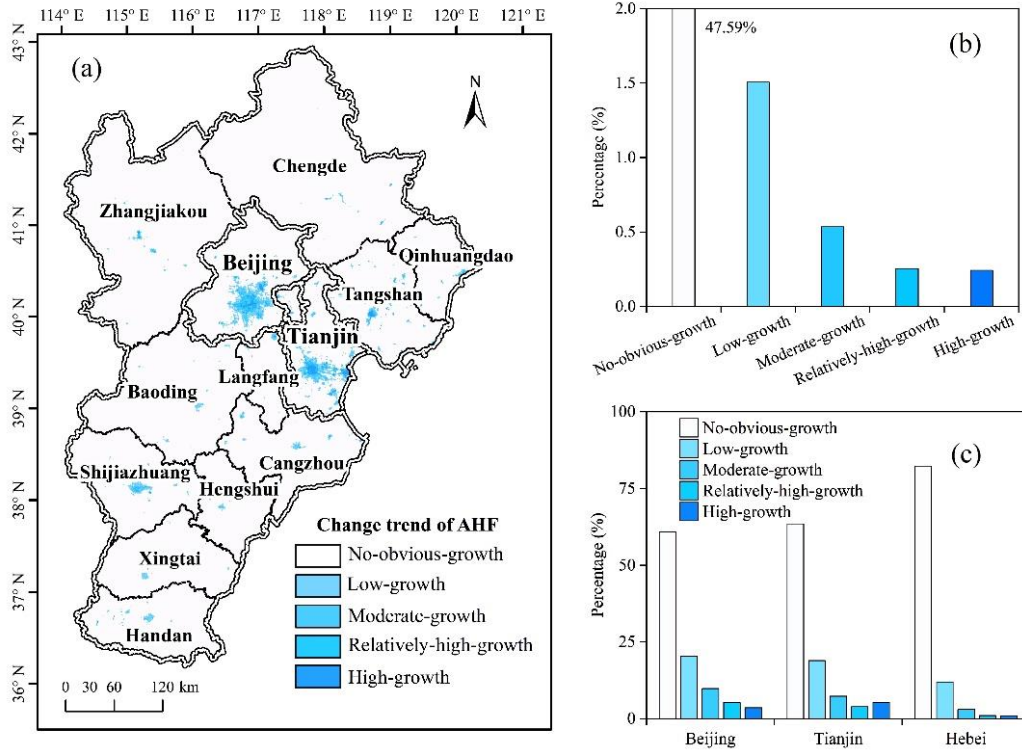 114° E 115° E 116° E 117° E 118° E 119° E 120° E 121° E
43° N
42° N
41° N
40° N
39° N
38° N
37° N
36° N
(a)
N
Chengde
Zhangjiakou
Beijing
Qinhuangdao
Tangshan
Tianjin
Langfang
Baoding
Cangzhou
Shijiazhuang
Hengshui
Xingtai
Handan
Change trend of AHF
No-obvious-growth
Low-growth
Moderate-growth
Relatively-high-growth
High-growth
0 30 60 120 km
(b)
47.59%
Percentage (%)
2.0
1.5
1.0
0.5
0.0
No-obvious-growth
Low-growth
Moderate-growth
Relatively-high-growth
High-growth
(c)
Percentage (%)
100
75
50
25
0
No-obvious-growth
Low-growth
Moderate-growth
Relatively-high-growth
High-growth
Beijing Tianjin Hebei